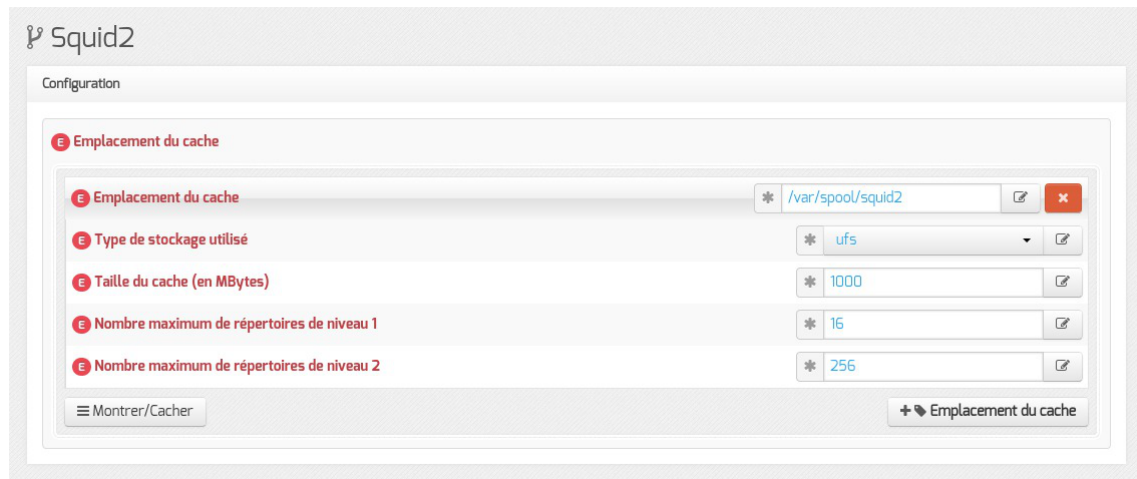 Squid2
Configuration
E Emplacement du cache
E Emplacement du cache /var/spool/squid2
E Type de stockage utilisé ufs
E Taille du cache (en MBytes) 1000
E Nombre maximum de répertoires de niveau 1 16
E Nombre maximum de répertoires de niveau 2 256
Montrer/Cacher + Emplacement du cache